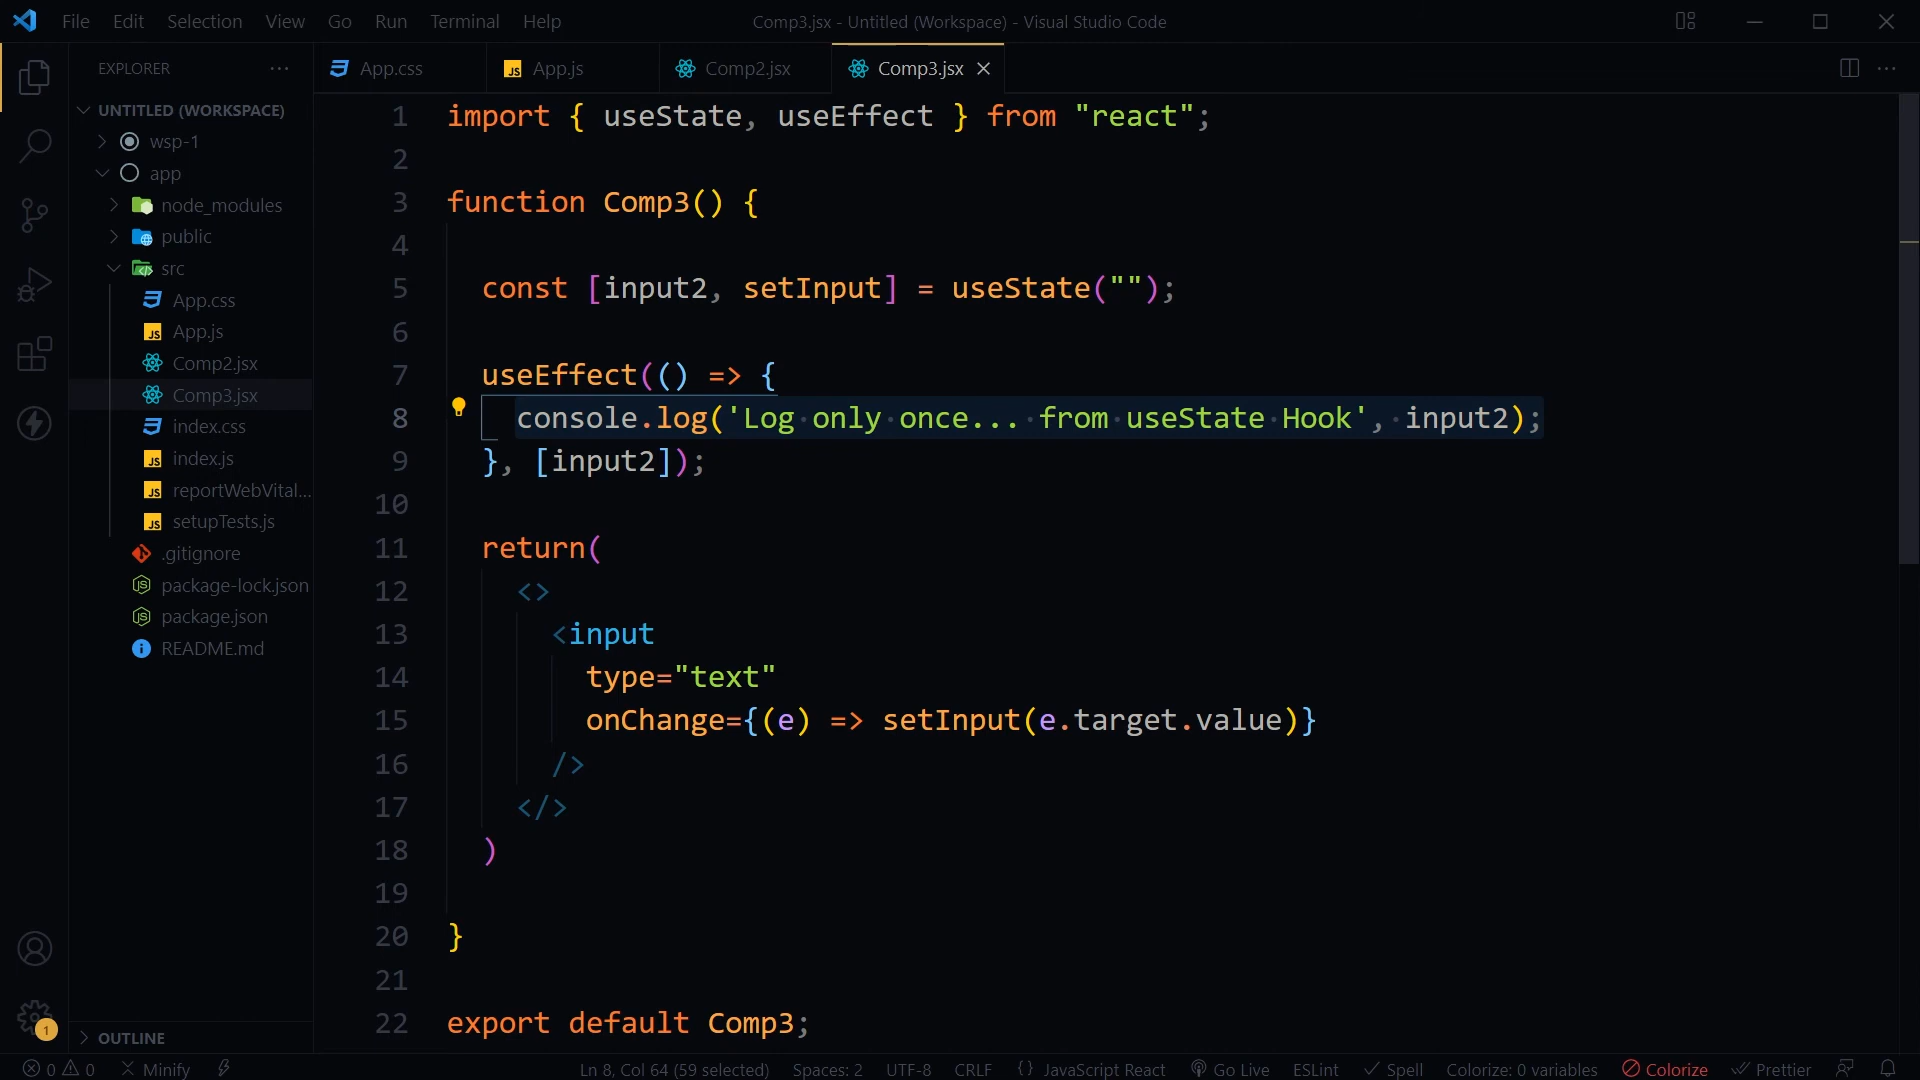 File Edit Selection View Go Run Terminal Help
Comp3.jsx - Untitled (Workspace) - Visual Studio Code
EXPLORER
App.css
App.js
Comp2.jsx
Comp3.jsx
UNTITLED (WORKSPACE)
wsp-1
app
node_modules
public
src
App.css
App.js
Comp2.jsx
Comp3.jsx
index.css
index.js
reportWebVital...
setupTests.js
.gitignore
package-lock.json
package.json
README.md
OUTLINE
1 import { useState, useEffect } from "react";
2
3 function Comp3() {
4
5 const [input2, setInput] = useState("");
6
7 useEffect(() => {
8 console.log('Log only once... from useState Hook', input2);
9 }, [input2]);
10
11 return(
12 <>
13 <input
14 type="text"
15 onChange={(e) => setInput(e.target.value)}
16 />
17 </>
18 )
19
20 }
21
22 export default Comp3;
1
0 0 Minify Ln 8, Col 64 (59 selected) Spaces: 2 UTF-8 CRLF {} JavaScript React Go Live ESLint Spell Colorize: 0 variables Colorize Prettier